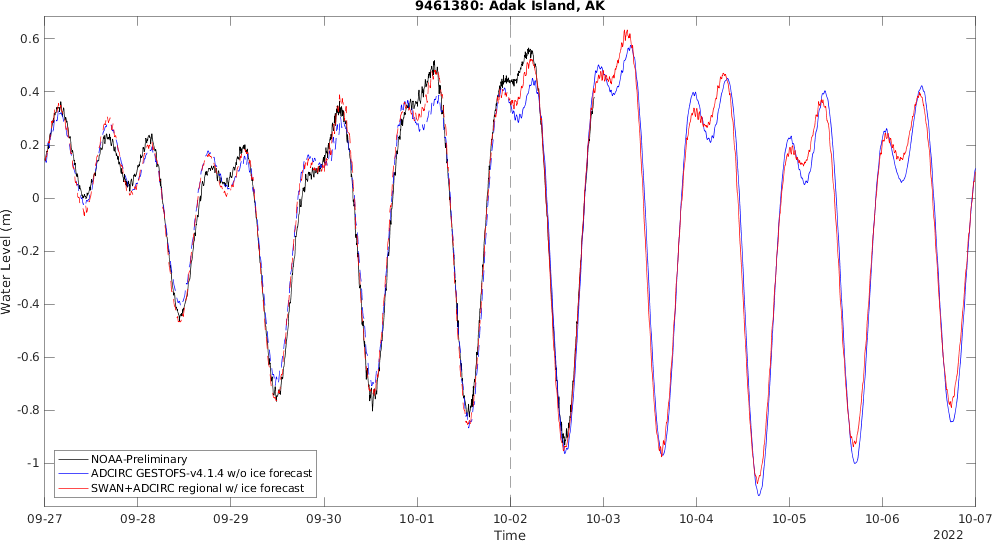 9461380: Adak Island, AK
0.6
0.4
0.2
0
-0.2
-0.4
-0.6
-0.8
-1
Water Level (m)
NOAA-Preliminary
ADCIRC GESTOFS-v4.1.4 w/o ice forecast
SWAN+ADCIRC regional w/ ice forecast
09-27 09-28 09-29 09-30 10-01 10-02 10-03 10-04 10-05 10-06 10-07
Time
2022